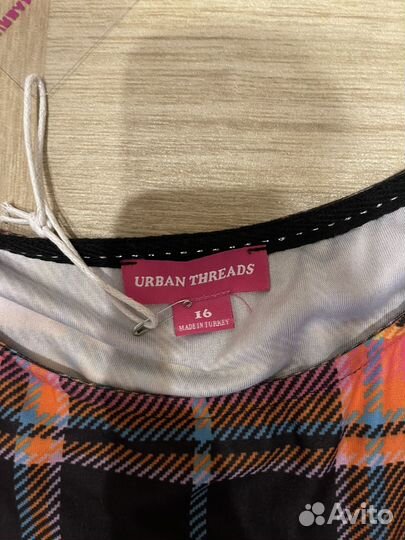 URBAN THREADS
16
MADE IN TURKEY
Avito